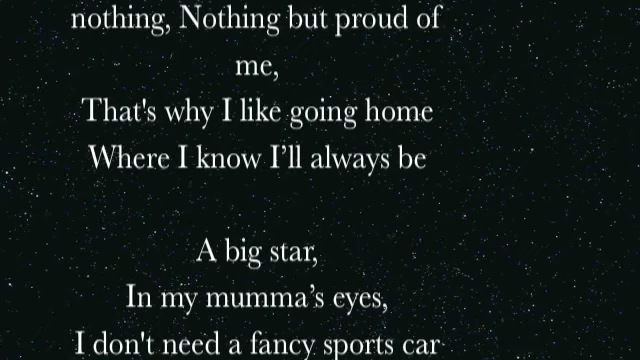 nothing, Nothing but proud of
me,
That's why I like going home
Where I know I’ll always be
A big star,
In my mumma’s eyes,
I don't need a fancy sports car